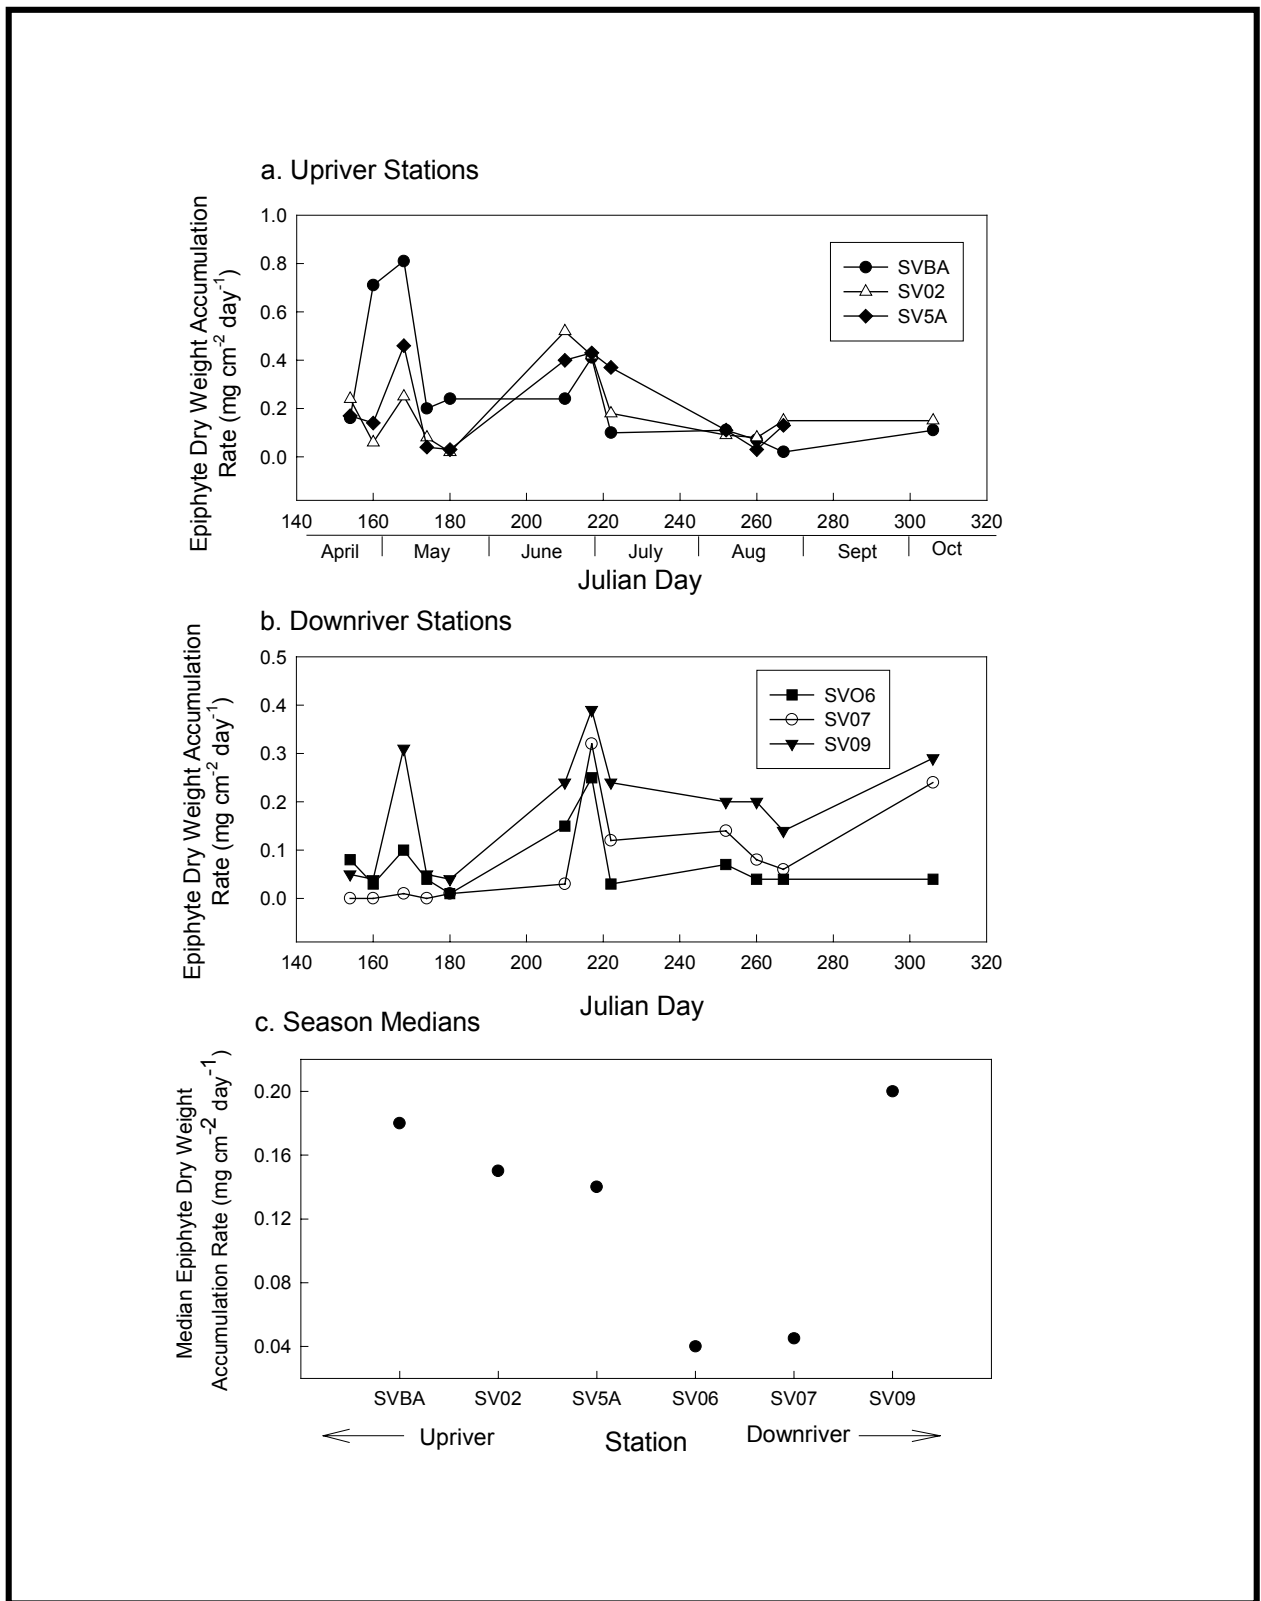 a. Upriver Stations
Epiphyte Dry Weight Accumulation
Rate (mg cm-2 day-1)
1.0
0.8
0.6
0.4
0.2
0.0
SVBA
SV02
SV5A
140 160 180 200 220 240 260 280 300 320
April | May | June | July | Aug | Sept | Oct
Julian Day
b. Downriver Stations
Epiphyte Dry Weight Accumulation
Rate (mg cm-2 day-1)
0.5
0.4
0.3
0.2
0.1
0.0
SVO6
SV07
SV09
140 160 180 200 220 240 260 280 300 320
Julian Day
c. Season Medians
Median Epiphyte Dry Weight
Accumulation Rate (mg cm-2 day-1)
0.20
0.16
0.12
0.08
0.04
SVBA SV02 SV5A SV06 SV07 SV09
Upriver Station Downriver